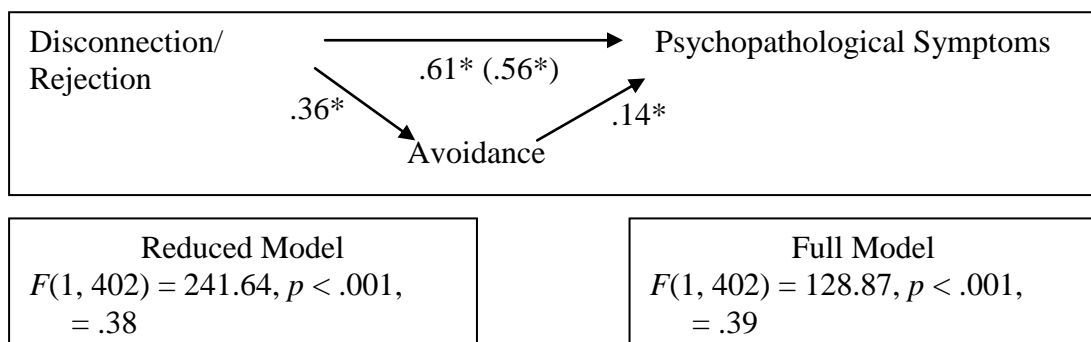 Disconnection/
Rejection
Psychopathological Symptoms
.61* (.56*)
.36*
.14*
Avoidance
Reduced Model
F(1, 402) = 241.64, p < .001,
= .38
Full Model
F(1, 402) = 128.87, p < .001,
= .39